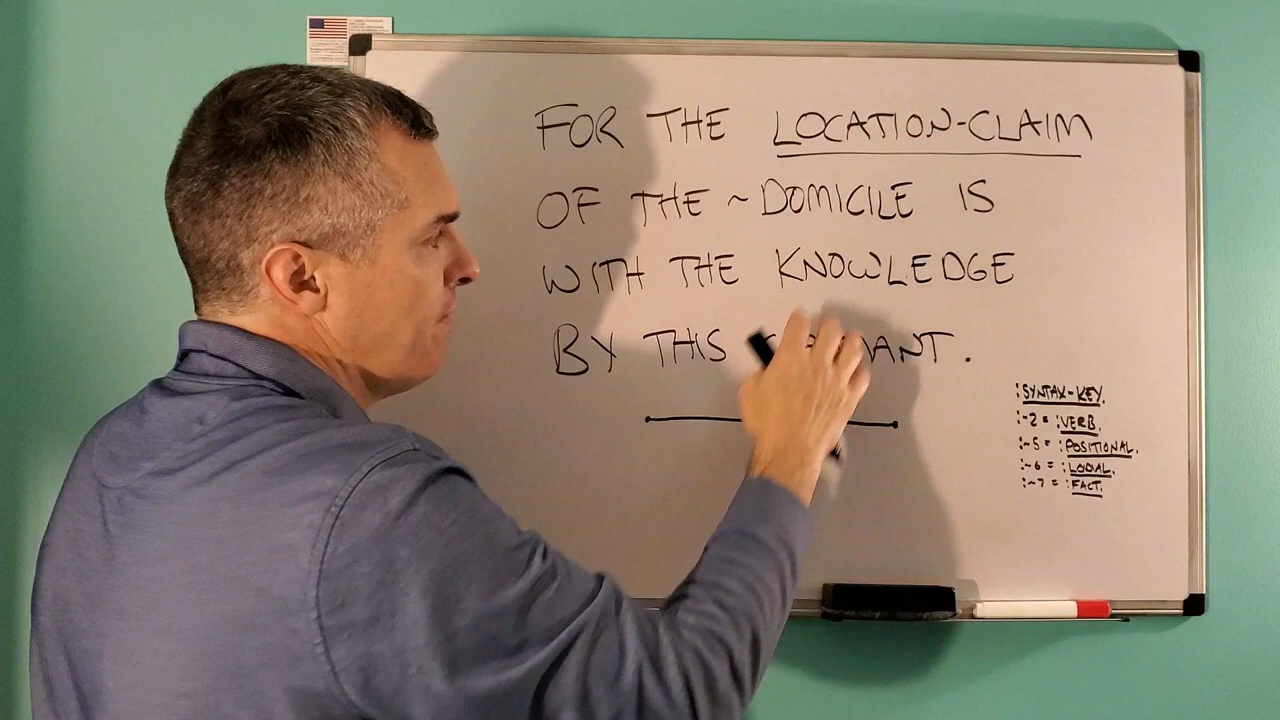 FOR THE LOCATION-CLAIM
OF THE ~DOMICILE IS
WITH THE KNOWLEDGE
BY THIS
:SYNTAX-KEY.
:~2 = :VERB.
:~5 = :POSITIONAL.
:~6 = :LODIAL.
:~7 = :FACT.